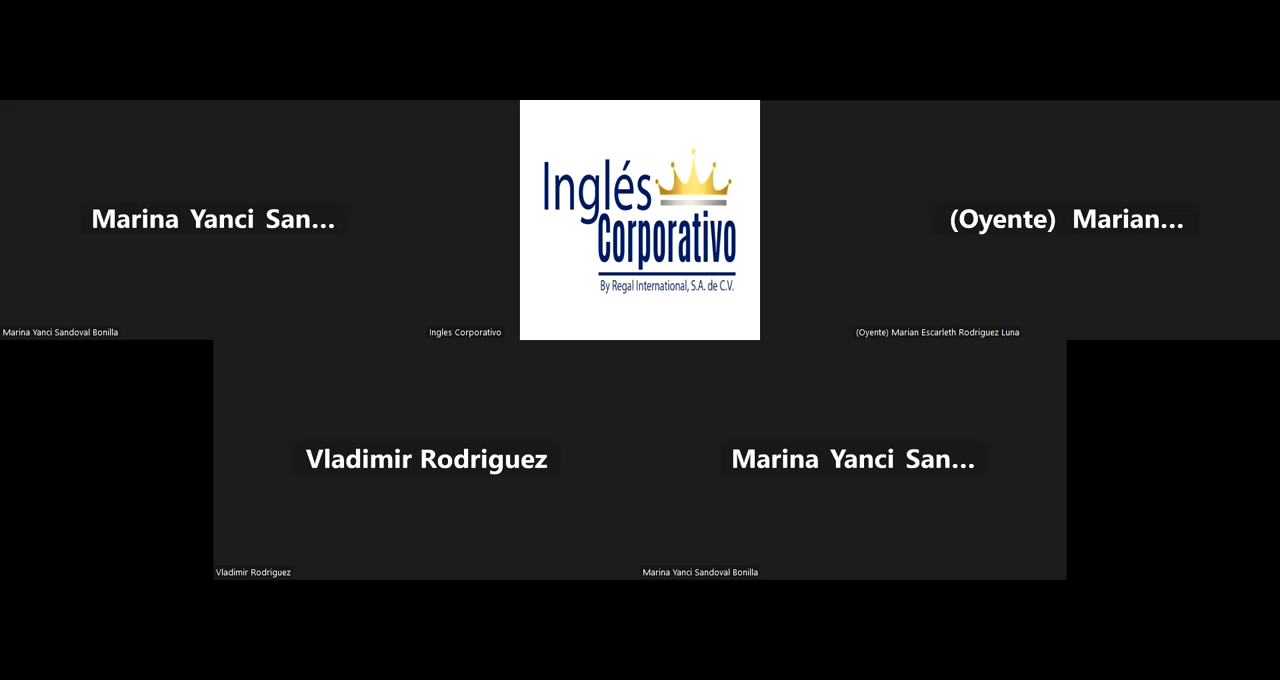 Marina Yanci San...
Marina Yanci Sandoval Bonilla
Inglés
Corporativo
By Regal International, S.A. de C.V.
Ingles Corporativo
(Oyente) Marian...
(Oyente) Marian Escarleth Rodriguez Luna
Vladimir Rodriguez
Vladimir Rodriguez
Marina Yanci San...
Marina Yanci Sandoval Bonilla